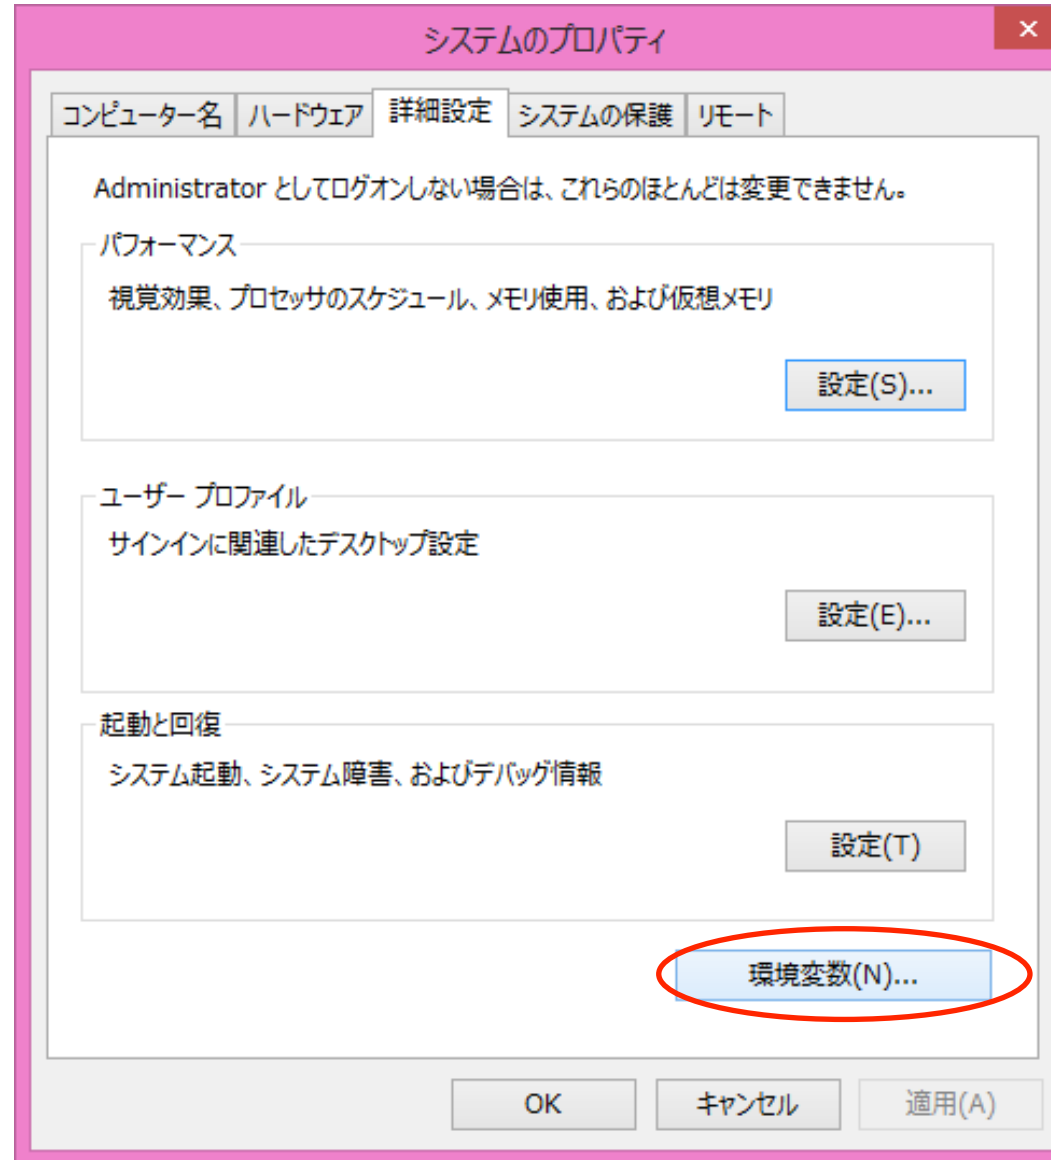 システムのプロパティ
コンピューター名 ハードウェア 詳細設定 システムの保護 リモート
Administrator としてログオンしない場合は、これらのほとんどは変更できません。
パフォーマンス
視覚効果、プロセッサのスケジュール、メモリ使用、および仮想メモリ
設定(S)...
ユーザー プロファイル
サインインに関連したデスクトップ設定
設定(E)...
起動と回復
システム起動、システム障害、およびデバッグ情報
設定(T)
環境変数(N)...
OK キャンセル 適用(A)